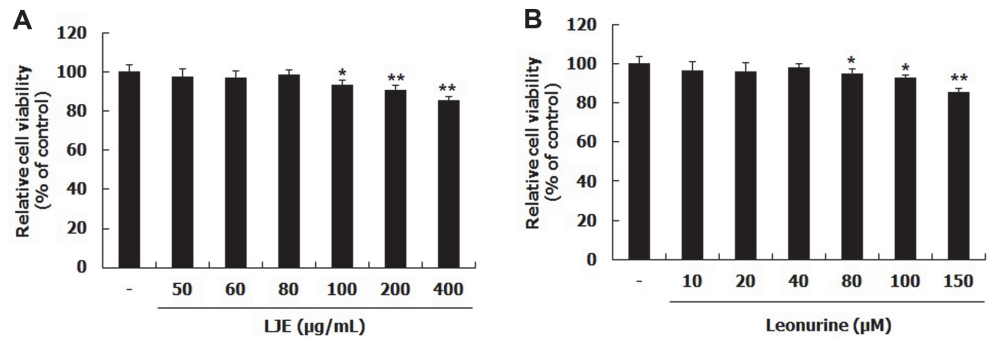 A
120
100
80
60
40
20
0
Relative cell viability
(% of control)
* ** **
- 50 60 80 100 200 400
LJE (µg/mL)
B
120
100
80
60
40
20
0
Relative cell viability
(% of control)
* * **
- 10 20 40 80 100 150
Leonurine (µM)